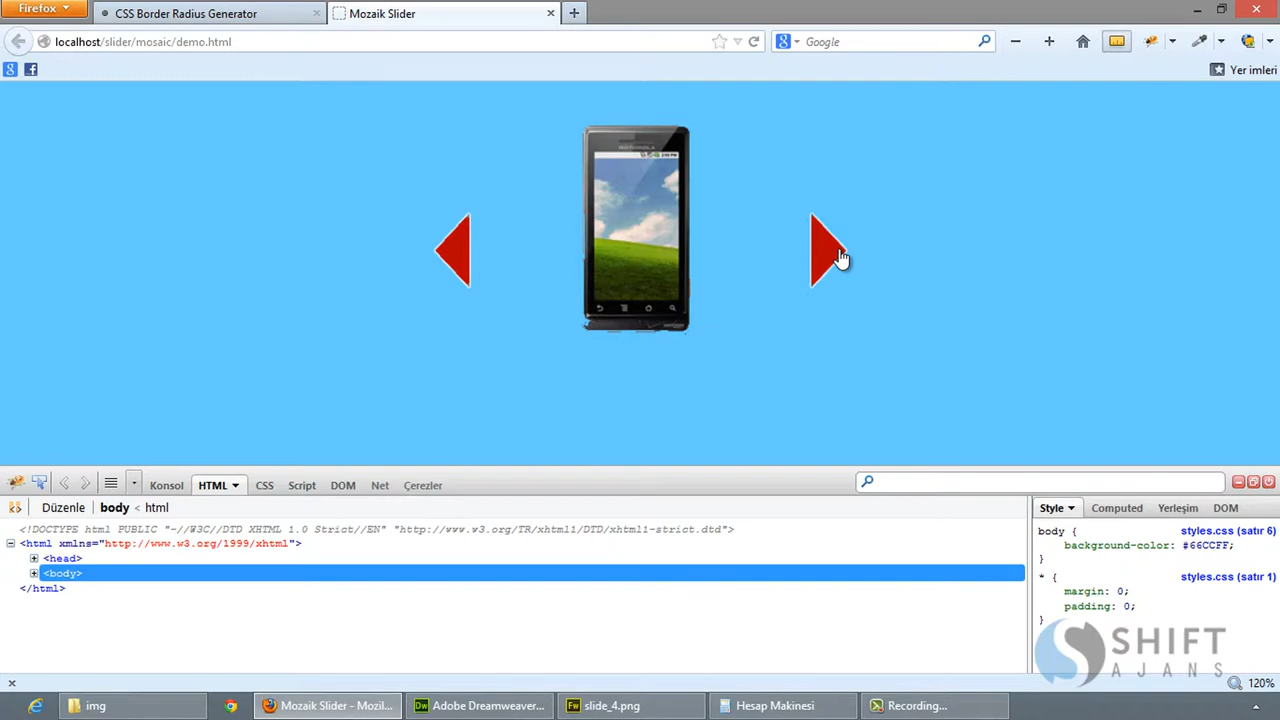 Firefox
CSS Border Radius Generator
Mozaik Slider
localhost/slider/mosaic/demo.html
Google
Yer imleri
MOTOROLA
Konsol HTML CSS Script DOM Net Çerezler
Düzenle body < html
Style Computed Yerleşim DOM
<!DOCTYPE html PUBLIC "-//W3C//DTD XHTML 1.0 Strict//EN" "http://www.w3.org/TR/xhtml1/DTD/xhtml1-strict.dtd">
<html xmlns="http://www.w3.org/1999/xhtml">
<head>
<body>
</html>
body { styles.css (satır 6)
background-color: #66CCFF;
}
* { styles.css (satır 1)
margin: 0;
padding: 0;
}
SHIFT
AJANS
120%
img
Mozaik Slider - Mozil...
Adobe Dreamweaver...
slide_4.png
Hesap Makinesi
Recording...